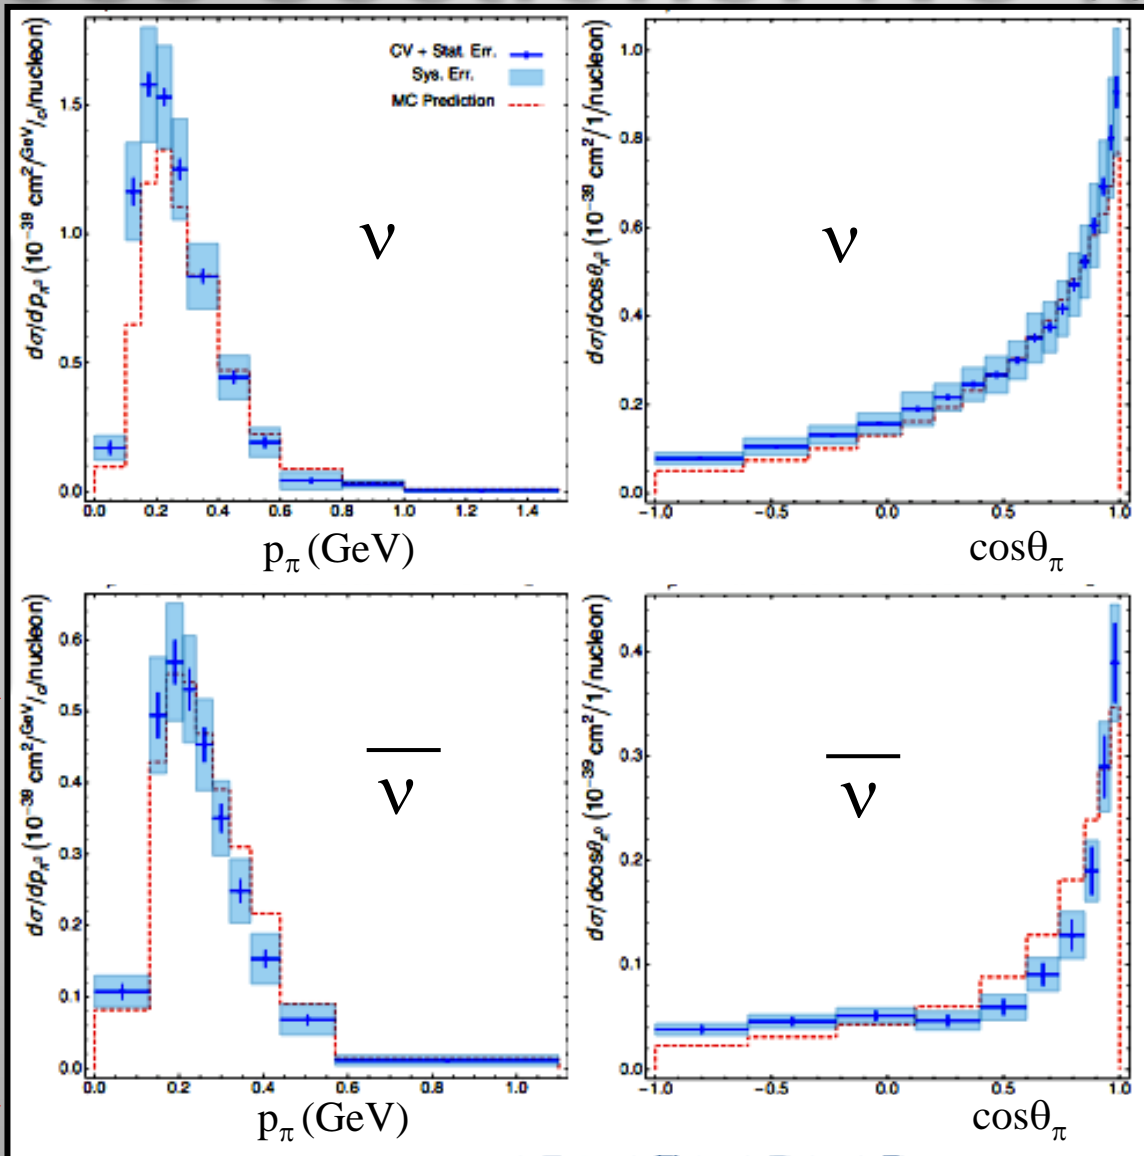 CV + Stat. Err.
Sys. Err.
MC Prediction
dσ/dp_π⁰ (10⁻³⁹ cm²/GeV/c/nucleon)
1.5
1.0
0.5
0.0
ν
0.0 0.2 0.4 0.6 0.8 1.0 1.2 1.4
p_π (GeV)
dσ/dcosθ_π⁰ (10⁻³⁹ cm²/1/nucleon)
1.0
0.8
0.6
0.4
0.2
0.0
ν
−1.0 −0.5 0.0 0.5 1.0
cosθ_π
dσ/dp_π⁰ (10⁻³⁹ cm²/GeV/c/nucleon)
0.6
0.5
0.4
0.3
0.2
0.1
0.0
ν̅
0.0 0.2 0.4 0.6 0.8 1.0
p_π (GeV)
dσ/dcosθ_π⁰ (10⁻³⁹ cm²/1/nucleon)
0.4
0.3
0.2
0.1
0.0
ν̅
−1.0 −0.5 0.0 0.5 1.0
cosθ_π